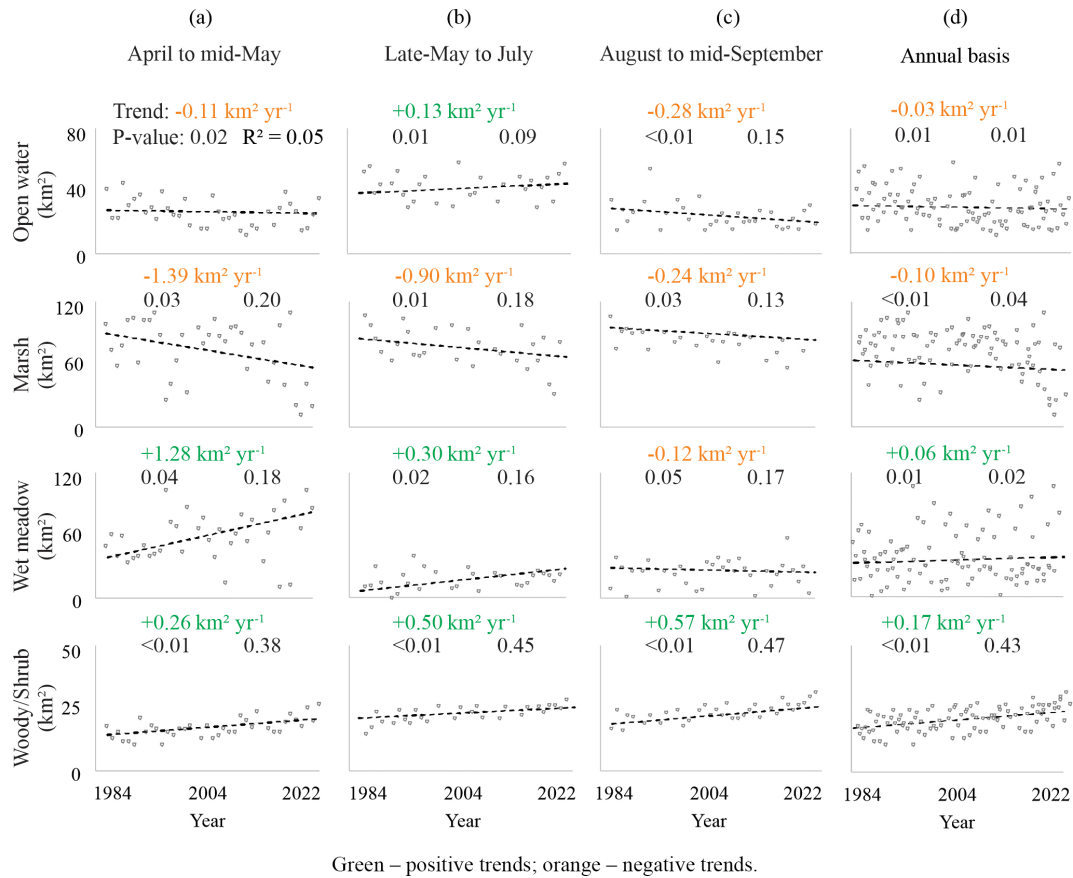 (a) (b) (c) (d)
April to mid-May Late-May to July August to mid-September Annual basis
Trend: -0.11 km² yr⁻¹ +0.13 km² yr⁻¹ -0.28 km² yr⁻¹ -0.03 km² yr⁻¹
P-value: 0.02 R² = 0.05 0.01 0.09 <0.01 0.15 0.01 0.01
80
40
0
Open water
(km²)
-1.39 km² yr⁻¹ -0.90 km² yr⁻¹ -0.24 km² yr⁻¹ -0.10 km² yr⁻¹
0.03 0.20 0.01 0.18 0.03 0.13 <0.01 0.04
120
60
0
Marsh
(km²)
+1.28 km² yr⁻¹ +0.30 km² yr⁻¹ -0.12 km² yr⁻¹ +0.06 km² yr⁻¹
0.04 0.18 0.02 0.16 0.05 0.17 0.01 0.02
120
60
0
Wet meadow
(km²)
+0.26 km² yr⁻¹ +0.50 km² yr⁻¹ +0.57 km² yr⁻¹ +0.17 km² yr⁻¹
<0.01 0.38 <0.01 0.45 <0.01 0.47 <0.01 0.43
50
25
0
Woody/Shrub
(km²)
1984 2004 2022 1984 2004 2022 1984 2004 2022 1984 2004 2022
Year Year Year Year
Green – positive trends; orange – negative trends.